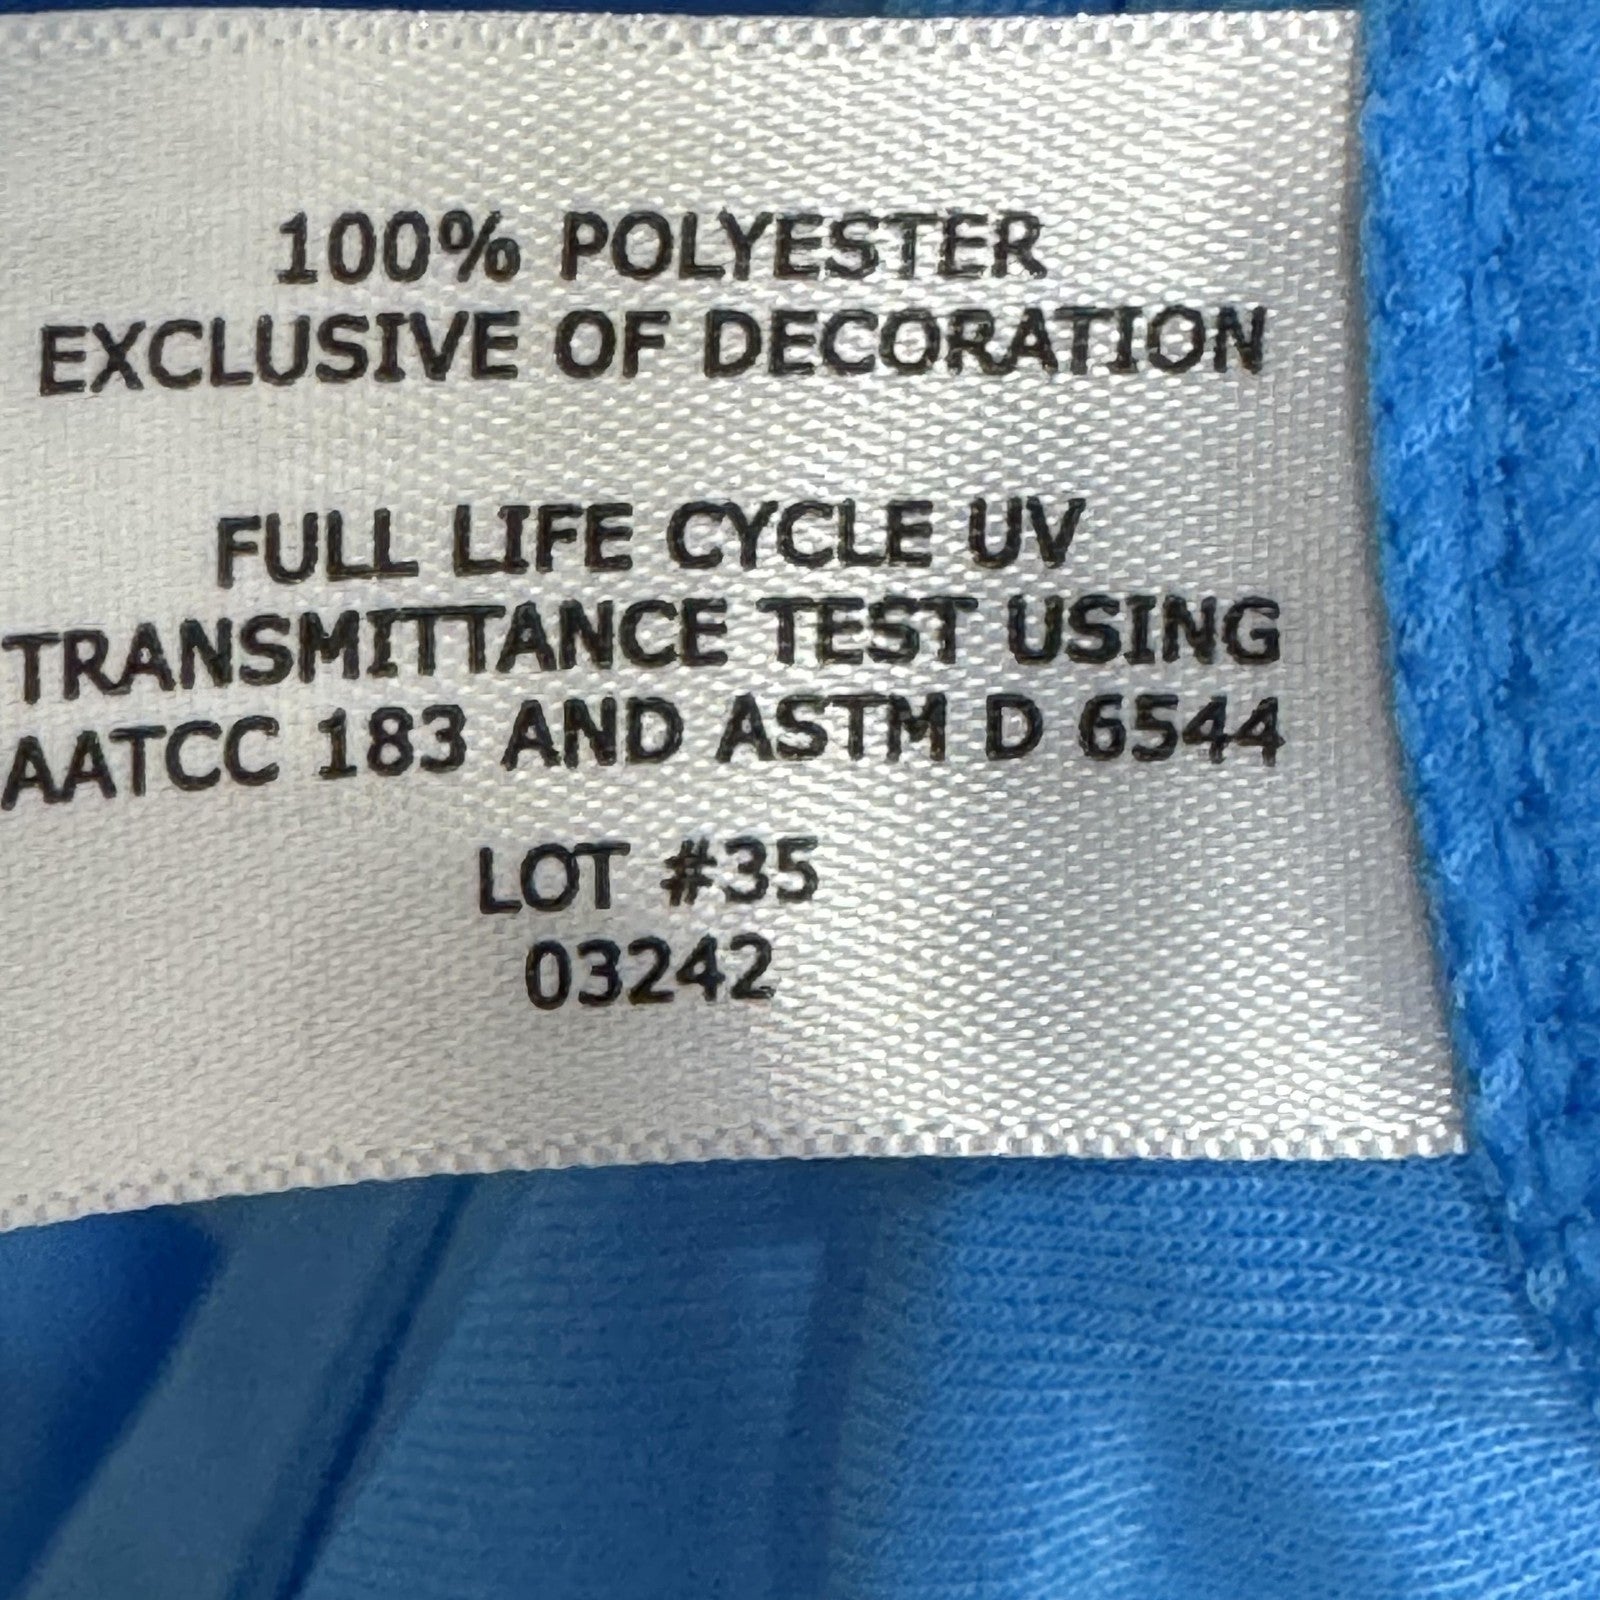 100% POLYESTER
EXCLUSIVE OF DECORATION
FULL LIFE CYCLE UV
TRANSMITTANCE TEST USING
AATCC 183 AND ASTM D 6544
LOT #35
03242